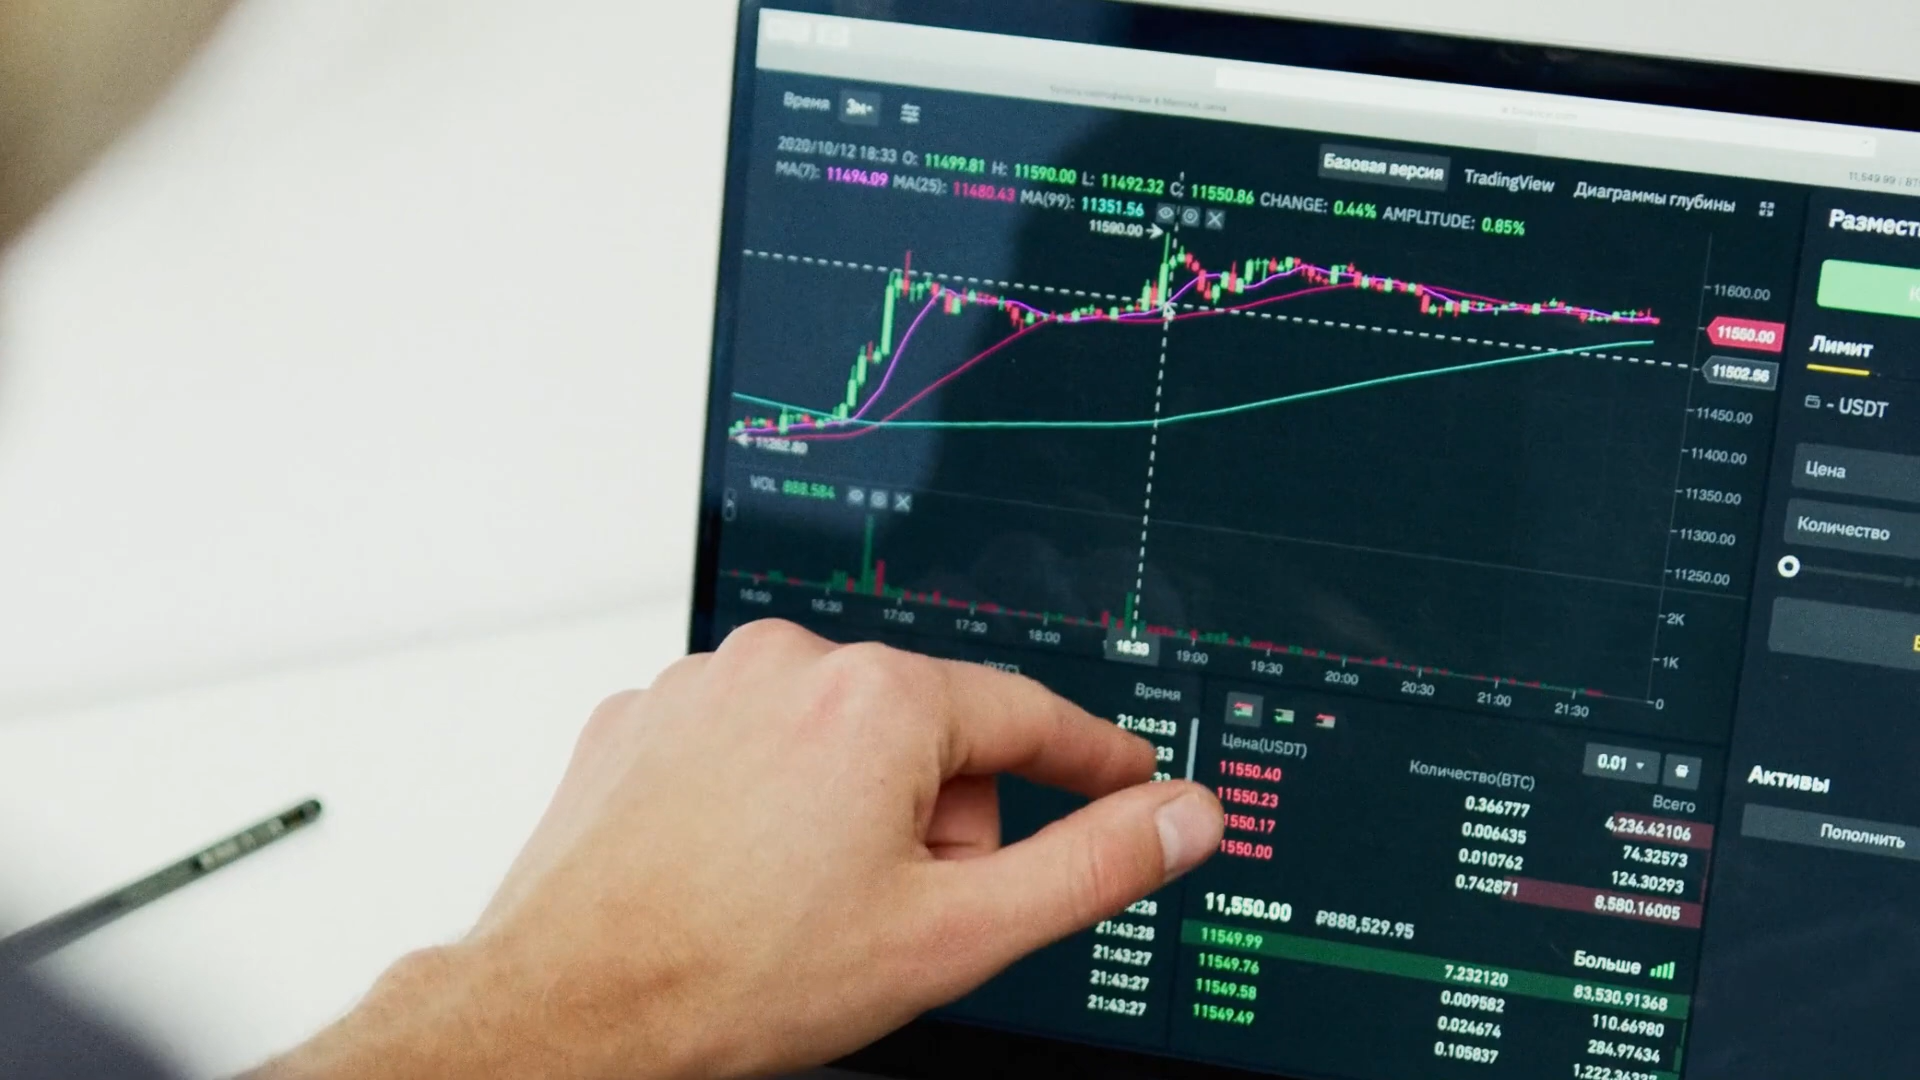 Время 3м
2020/10/12 18:33 O: 11499.81 H: 11590.00 L: 11492.32 C: 11550.86 CHANGE: 0.44% AMPLITUDE: 0.85%
MA(7): 11494.09 MA(25): 11480.43 MA(99): 11351.56
Базовая версия TradingView Диаграммы глубины
11590.00
11600.00
11550.00
11502.56
11450.00
11400.00
11350.00
11300.00
11250.00
11262.80
VOL 888.584
2K
1K
0
16:00 16:30 17:00 17:30 18:00 18:33 19:00 19:30 20:00 20:30 21:00 21:30
Лимит
- USDT
Цена
Количество
Активы
Пополнить
Время
21:43:33
21:43:28
21:43:27
21:43:27
21:43:27
0.01
Цена(USDT) Количество(BTC) Всего
11550.40 0.366777 4,236.42106
11550.23 0.006435 74.32573
550.17 0.010762 124.30293
550.00 0.742871 8,580.16005
11,550.00 ₽888,529.95 Больше
11549.99 7.232120 83,530.91368
11549.76 0.009582 110.66980
11549.58 0.024674 284.97434
11549.49 0.105837